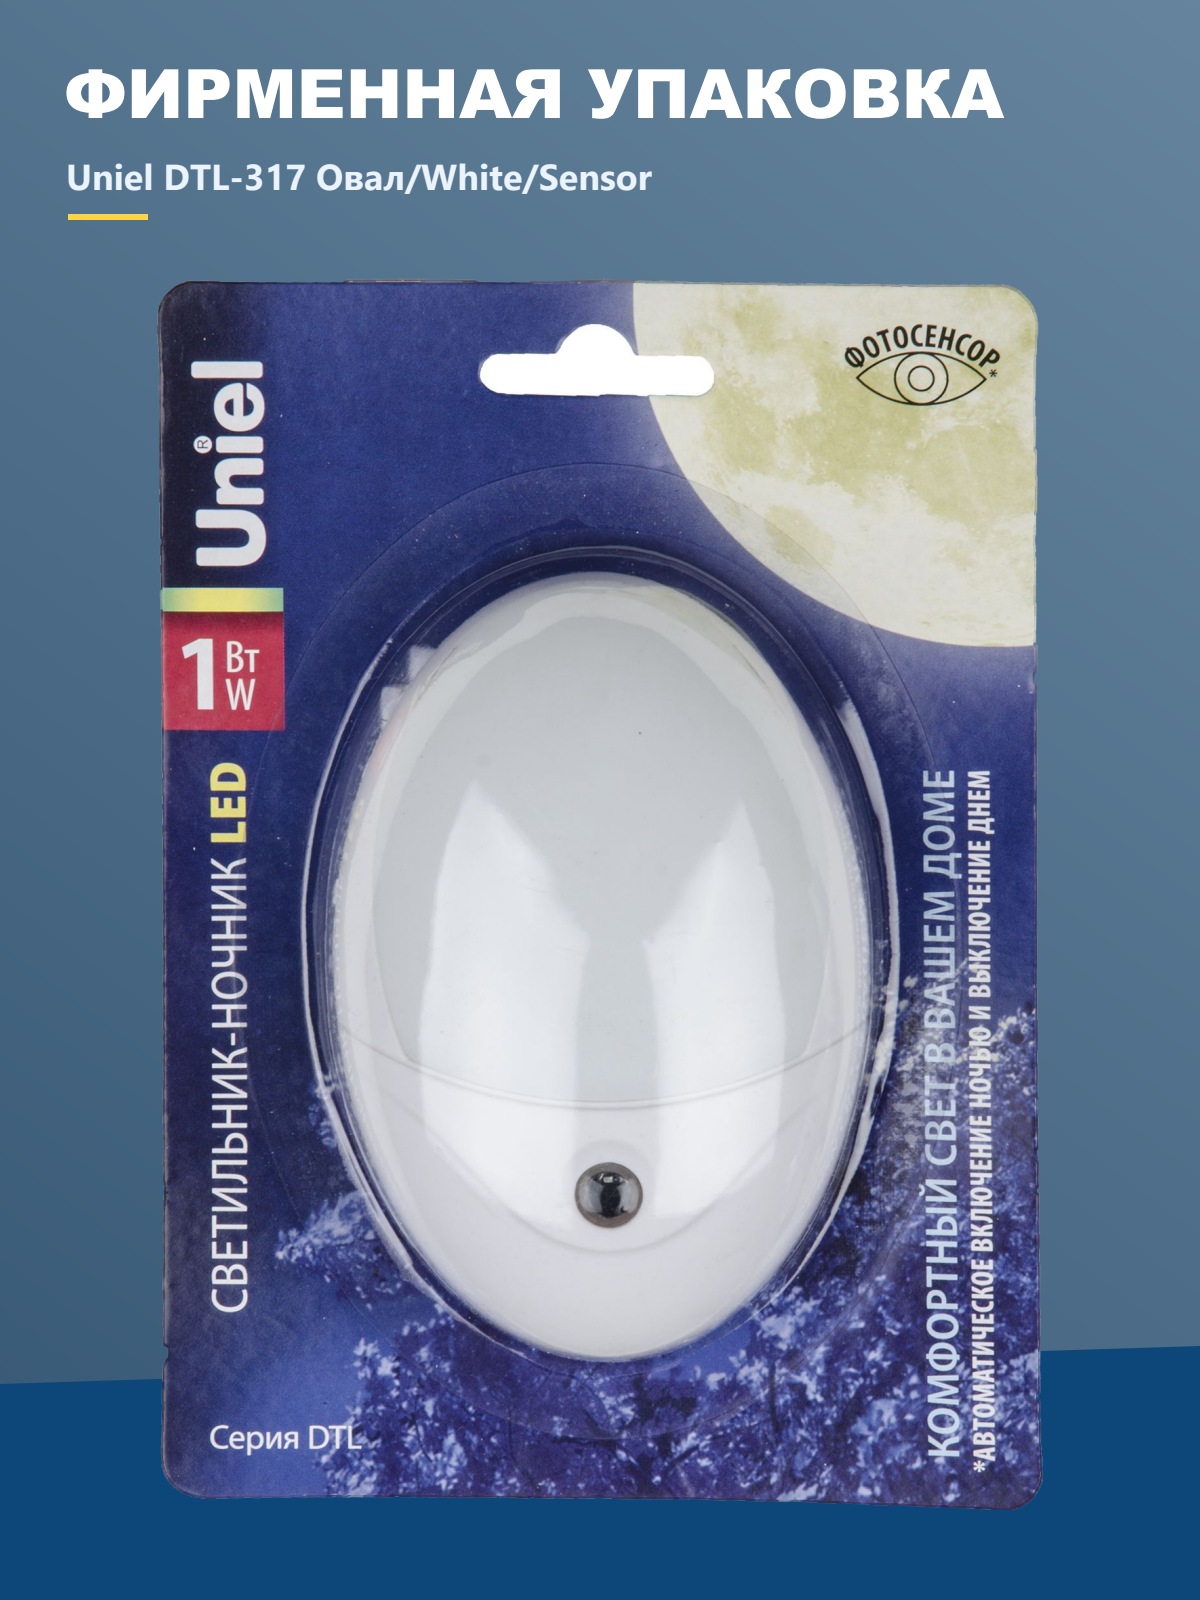 ФИРМЕННАЯ УПАКОВКА
Uniel DTL-317 Овал/White/Sensor
ФОТОСЕНСОР*
Uniel®
1 Вт W
СВЕТИЛЬНИК-НОЧНИК LED
КОМФОРТНЫЙ СВЕТ В ВАШЕМ ДОМЕ
*АВТОМАТИЧЕСКОЕ ВКЛЮЧЕНИЕ НОЧЬЮ И ВЫКЛЮЧЕНИЕ ДНЕМ
Серия DTL